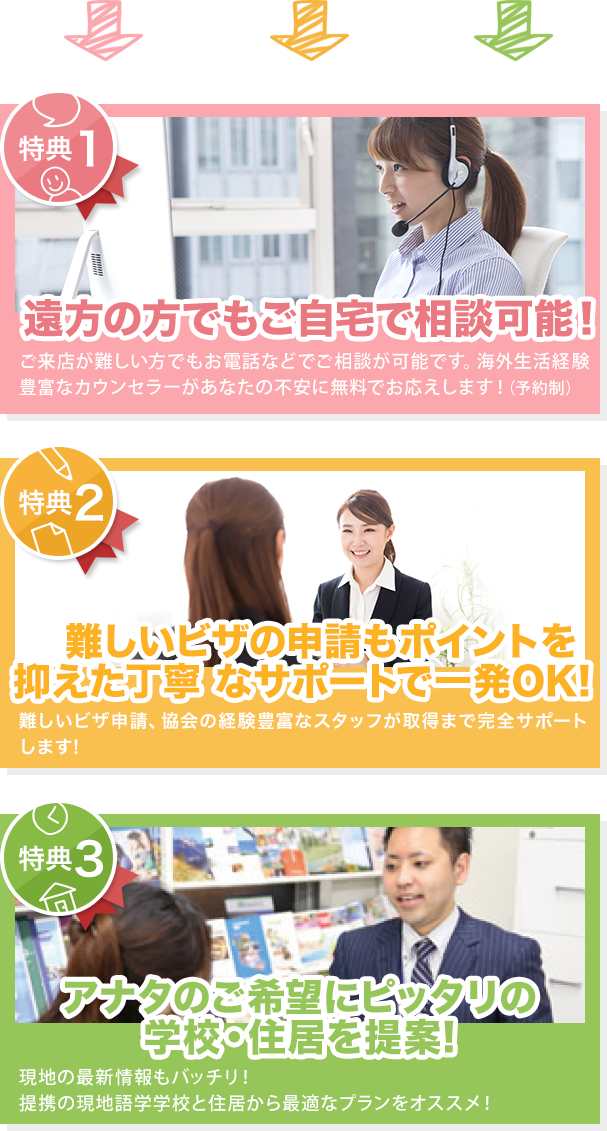 特典1
遠方の方でもご自宅で相談可能！
ご来店が難しい方でもお電話などでご相談が可能です。海外生活経験
豊富なカウンセラーがあなたの不安に無料でお応えします！（予約制）
特典2
難しいビザの申請もポイントを
抑えた丁寧 なサポートで一発OK!
難しいビザ申請、協会の経験豊富なスタッフが取得まで完全サポート
します!
特典3
アナタのご希望にピッタリの
学校・住居を提案!
現地の最新情報もバッチリ！
提携の現地語学学校と住居から最適なプランをオススメ！